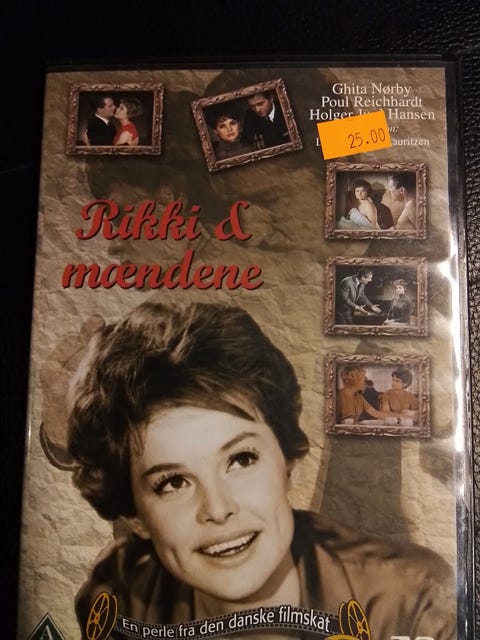 Ghita Nørby
Poul Reichhardt
Holger Hansen
25.00
Rikki &
mændene
En perle fra den danske filmskat
A